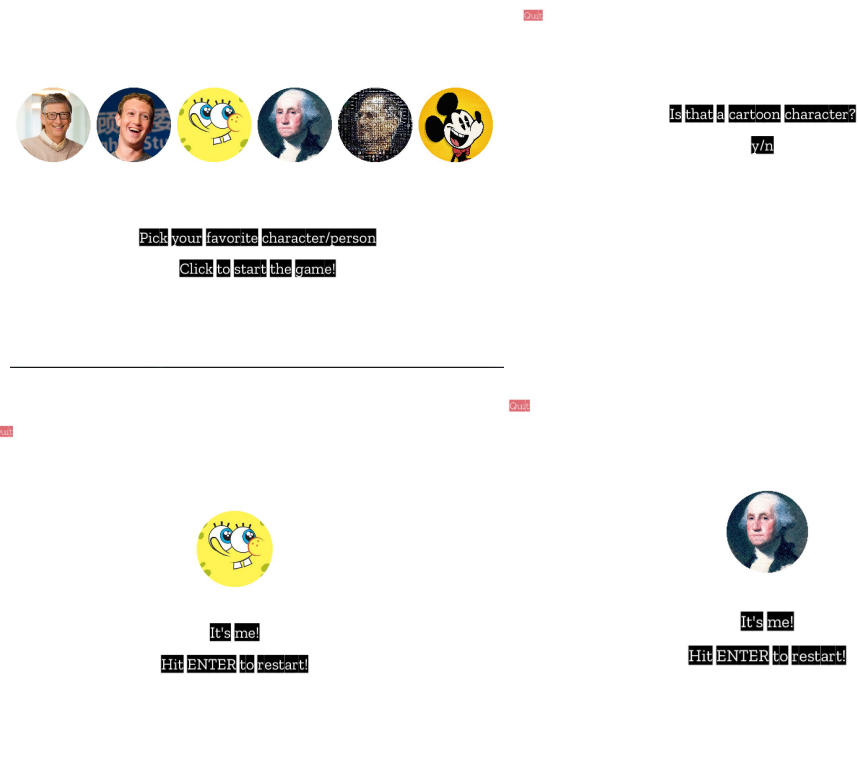 Quit
Is that a cartoon character?
y/n
Pick your favorite character/person
Click to start the game!
Quit
uit
It's me!
Hit ENTER to restart!
It's me!
Hit ENTER to restart!